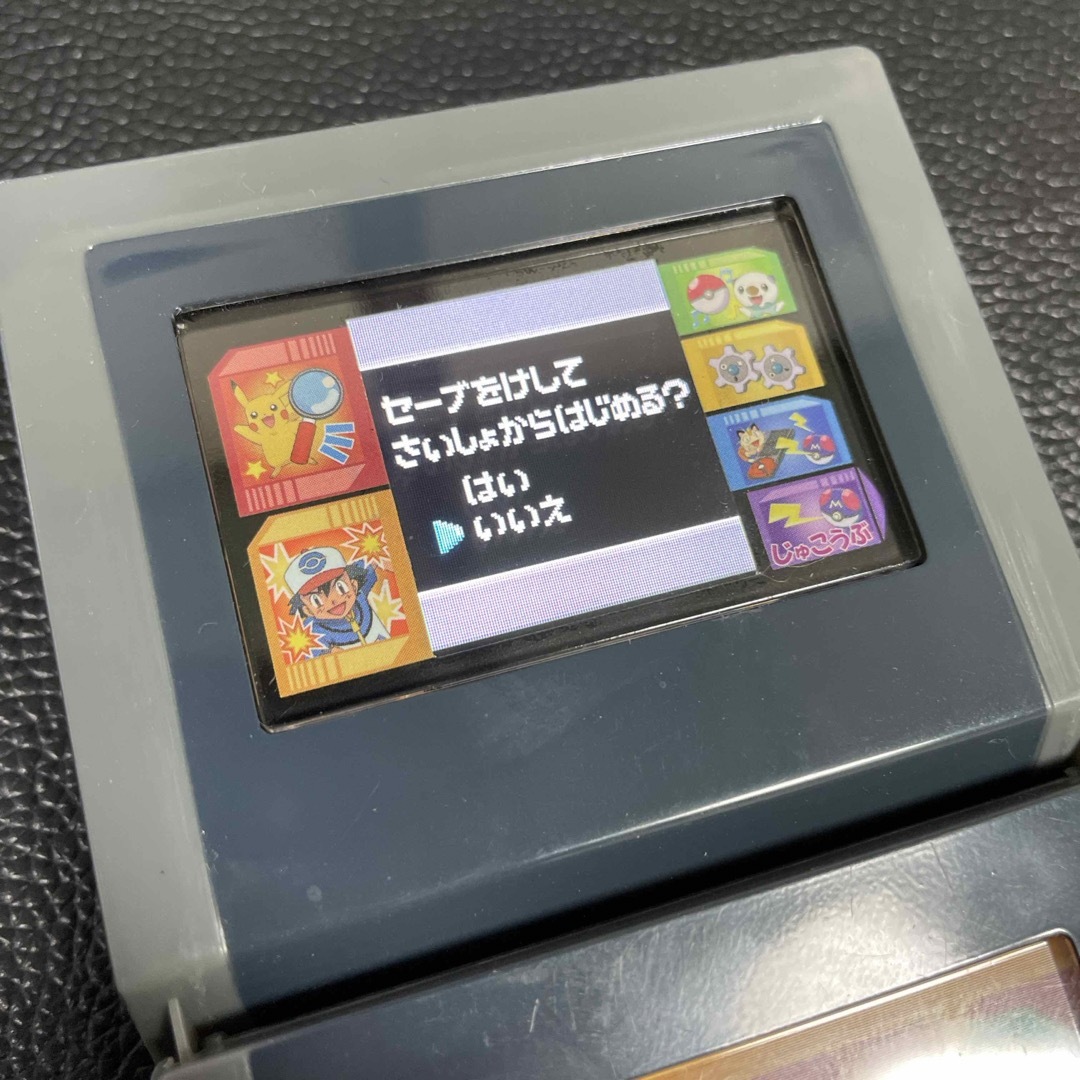 セーブをけして
さいしょからはじめる?
はい
いいえ
じゅこうぶ
M
M